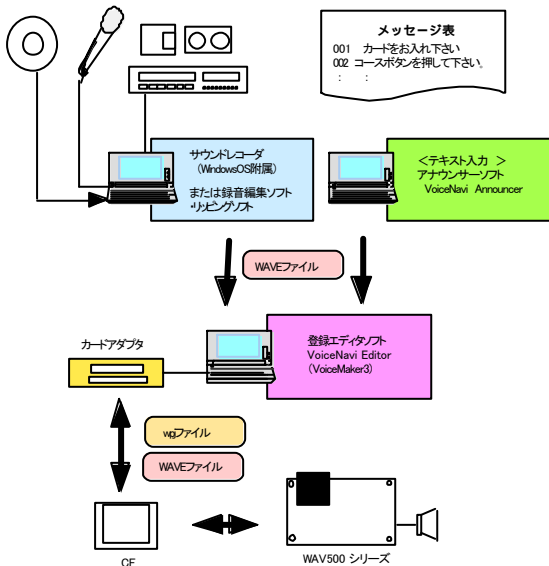 メッセージ表
001 カードをお入れ下さい
002 コースボタンを押して下さい。
: :
サウンドレコーダ
(WindowsOS附属)
または録音編集ソフト
・リッピングソフト
<テキスト入力 >
アナウンサーソフト
VoiceNavi Announcer
WAVEファイル
登録エディタソフト
VoiceNavi Editor
(VoiceMaker3)
カードアダプタ
wpjファイル
WAVEファイル
CF
WAV500 シリーズ